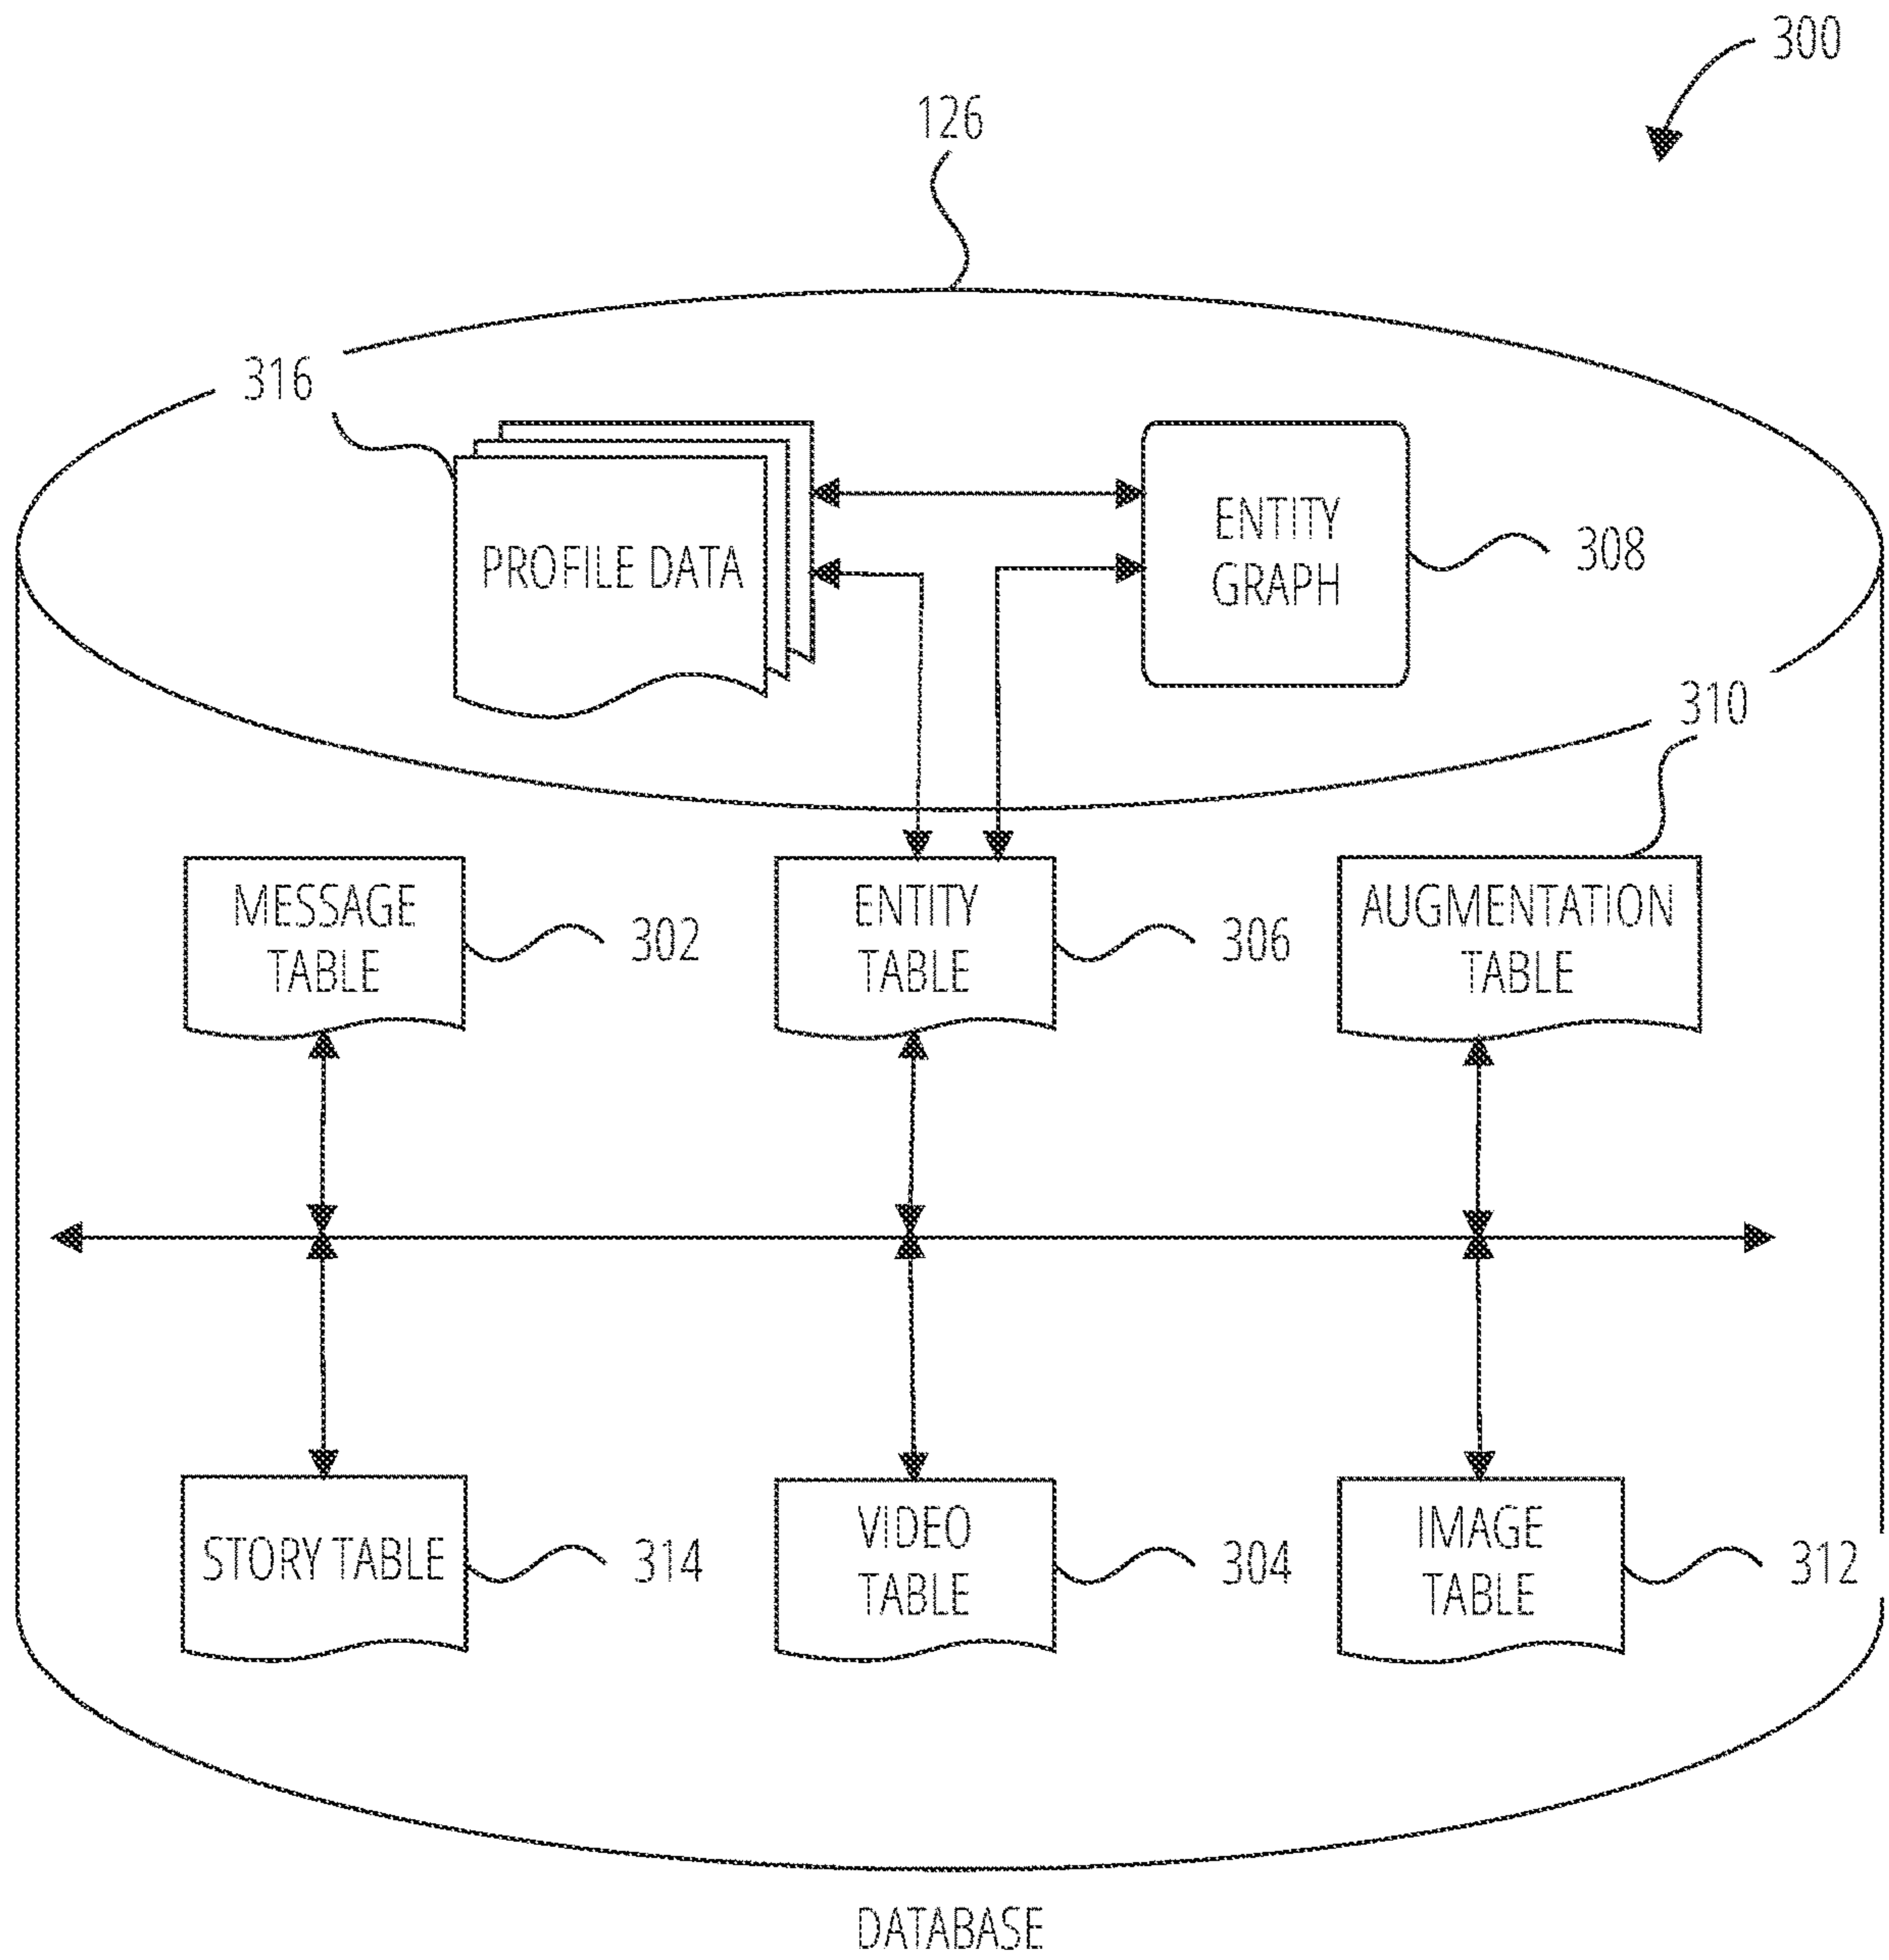 300
126
316
PROFILE DATA
ENTITY
GRAPH
308
310
MESSAGE
TABLE
302
ENTITY
TABLE
306
AUGMENTATION
TABLE
STORY TABLE
314
VIDEO
TABLE
304
IMAGE
TABLE
312
DATABASE